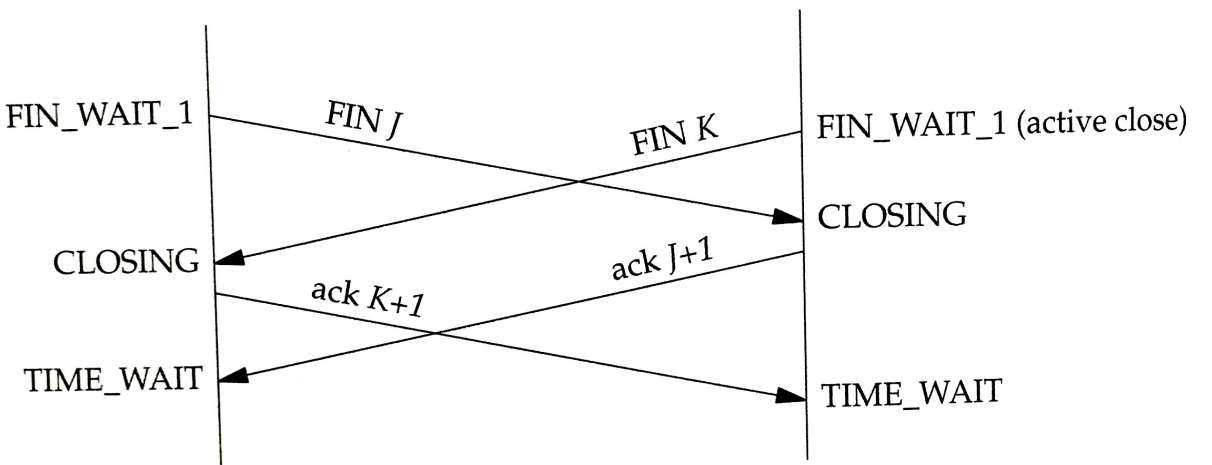 FIN_WAIT_1
FIN J
FIN K
FIN_WAIT_1 (active close)
CLOSING
CLOSING
ack J+1
ack K+1
TIME_WAIT
TIME_WAIT